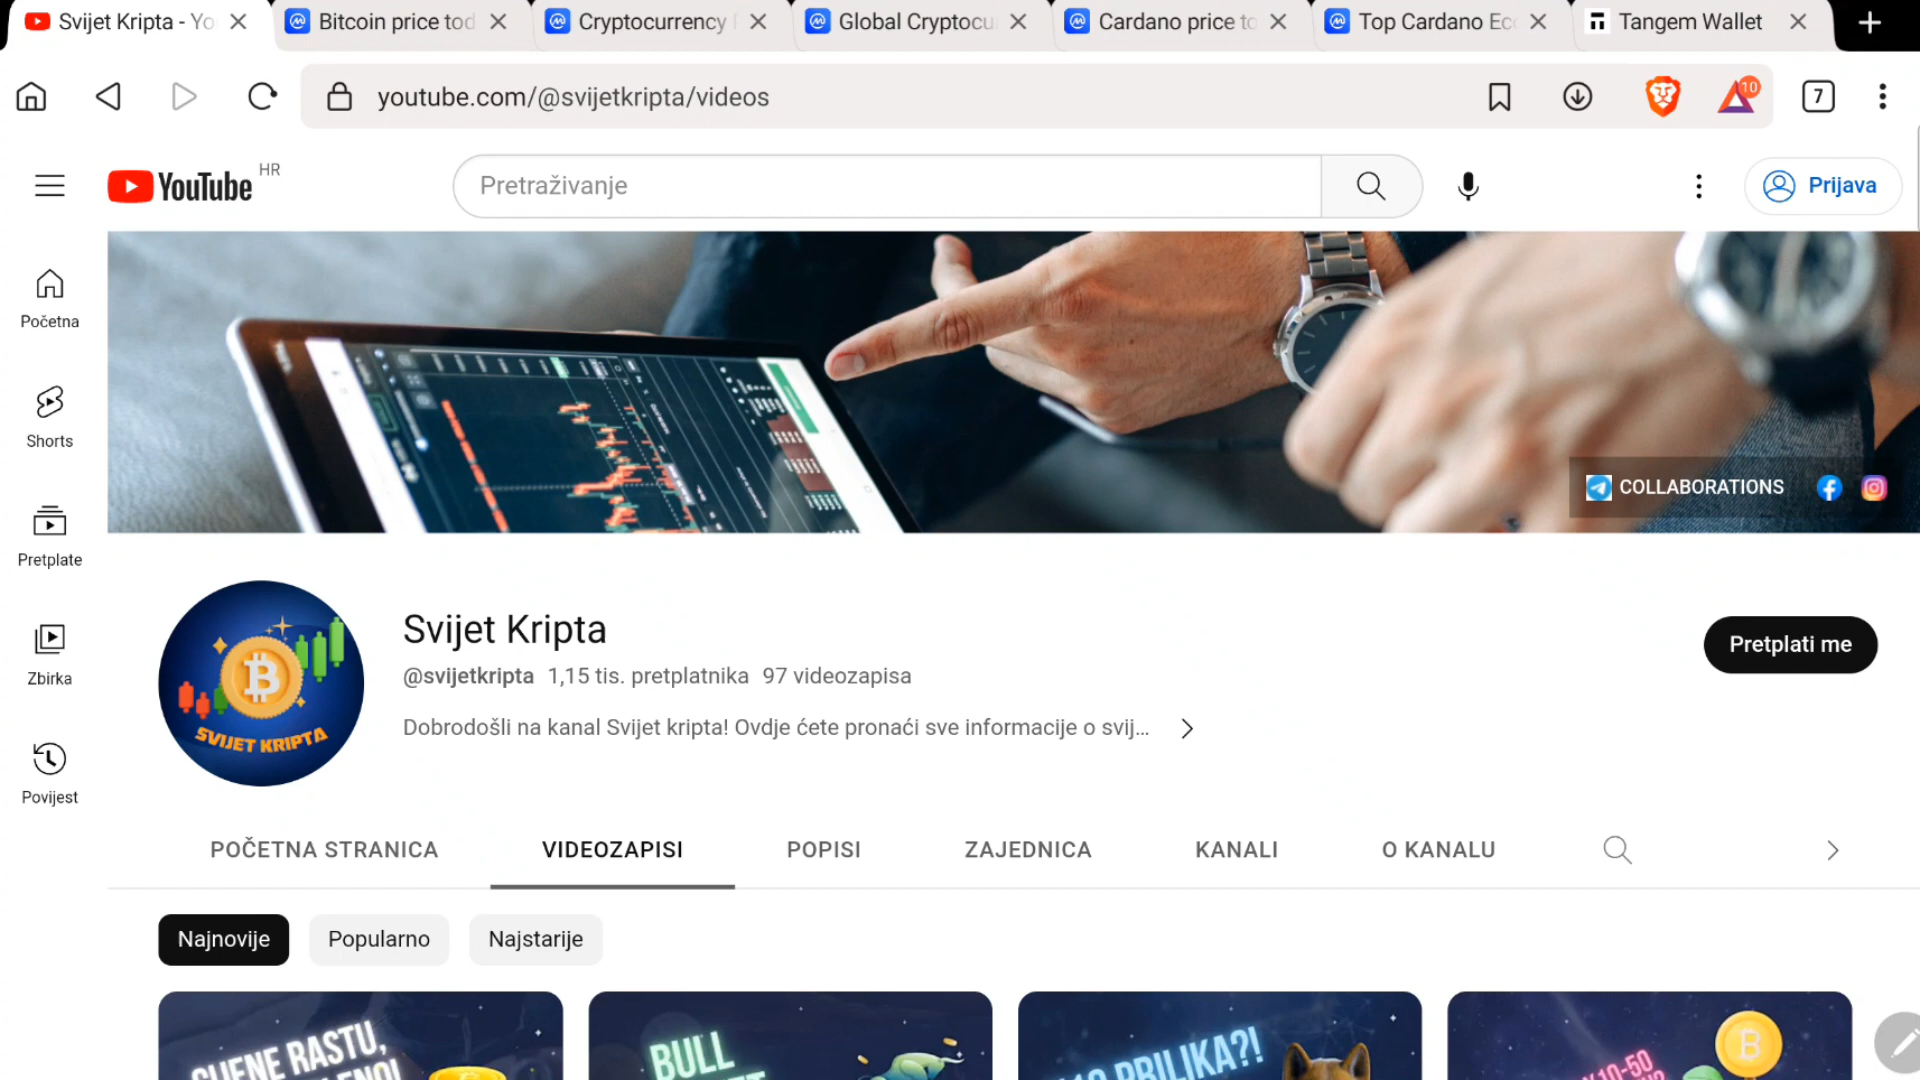 Svijet Kripta - Yo
Bitcoin price tod
Cryptocurrency
Global Cryptocu
Cardano price to
Top Cardano Ec
Tangem Wallet
youtube.com/@svijetkripta/videos
10
7
YouTube HR
Pretraživanje
Prijava
Početna
Shorts
Pretplate
Zbirka
Povijest
COLLABORATIONS
SVIJET KRIPTA
Svijet Kripta
@svijetkripta 1,15 tis. pretplatnika 97 videozapisa
Dobrodošli na kanal Svijet kripta! Ovdje ćete pronaći sve informacije o svij...
Pretplati me
POČETNA STRANICA
VIDEOZAPISI
POPISI
ZAJEDNICA
KANALI
O KANALU
Najnovije
Popularno
Najstarije
CIJENE RASTU,
BULL
PRILIKA?!
X10-50